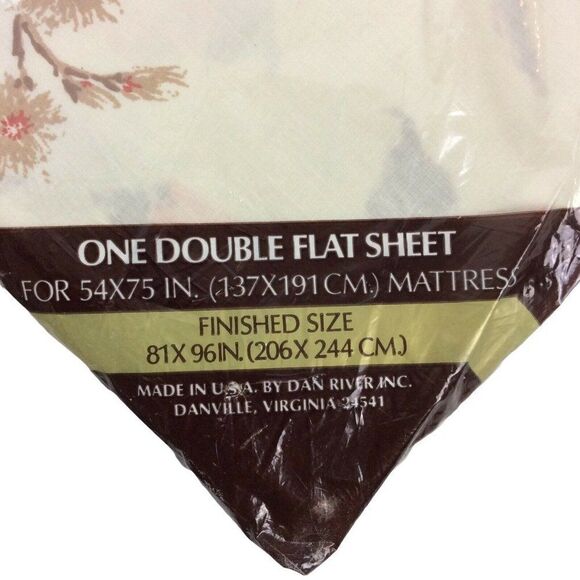 ONE DOUBLE FLAT SHEET
FOR 54X75 IN. (137X191 CM.) MATTRESS
FINISHED SIZE
81X 96IN. (206X 244 CM.)
MADE IN U.S.A. BY DAN RIVER INC.
DANVILLE, VIRGINIA 24541